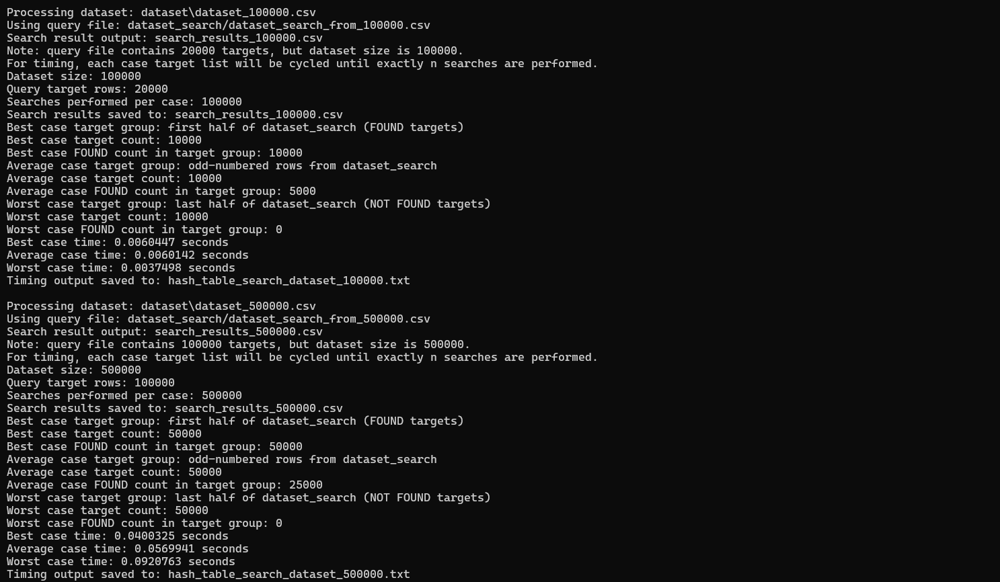 Processing dataset: dataset\dataset_100000.csv
Using query file: dataset_search/dataset_search_from_100000.csv
Search result output: search_results_100000.csv
Note: query file contains 20000 targets, but dataset size is 100000.
For timing, each case target list will be cycled until exactly n searches are performed.
Dataset size: 100000
Query target rows: 20000
Searches performed per case: 100000
Search results saved to: search_results_100000.csv
Best case target group: first half of dataset_search (FOUND targets)
Best case target count: 10000
Best case FOUND count in target group: 10000
Average case target group: odd-numbered rows from dataset_search
Average case target count: 10000
Average case FOUND count in target group: 5000
Worst case target group: last half of dataset_search (NOT FOUND targets)
Worst case target count: 10000
Worst case FOUND count in target group: 0
Best case time: 0.0060447 seconds
Average case time: 0.0060142 seconds
Worst case time: 0.0037498 seconds
Timing output saved to: hash_table_search_dataset_100000.txt

Processing dataset: dataset\dataset_500000.csv
Using query file: dataset_search/dataset_search_from_500000.csv
Search result output: search_results_500000.csv
Note: query file contains 100000 targets, but dataset size is 500000.
For timing, each case target list will be cycled until exactly n searches are performed.
Dataset size: 500000
Query target rows: 100000
Searches performed per case: 500000
Search results saved to: search_results_500000.csv
Best case target group: first half of dataset_search (FOUND targets)
Best case target count: 50000
Best case FOUND count in target group: 50000
Average case target group: odd-numbered rows from dataset_search
Average case target count: 50000
Average case FOUND count in target group: 25000
Worst case target group: last half of dataset_search (NOT FOUND targets)
Worst case target count: 50000
Worst case FOUND count in target group: 0
Best case time: 0.0400325 seconds
Average case time: 0.0569941 seconds
Worst case time: 0.0920763 seconds
Timing output saved to: hash_table_search_dataset_500000.txt